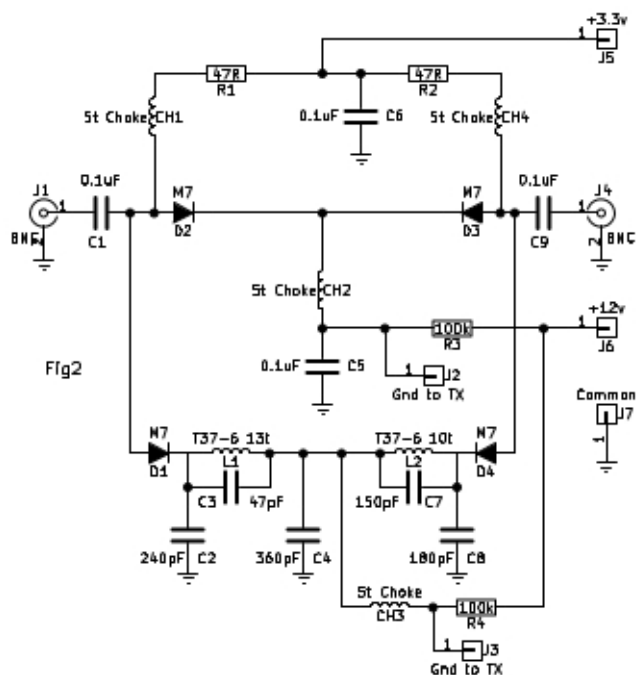 +3.3v
1
J5
47R
R1
47R
R2
5t Choke CH1
0.1uF C6
5t Choke CH4
J1
1
0.1uF
C1
M7
D2
M7
D3
0.1uF
C9
J4
1
BNC
2
BNC
2
5t Choke CH2
100k
R3
+12v
1
J6
Fig2
0.1uF C5
1
J2
Gnd to TX
Common
J7
1
M7
D1
T37-6 13t
L1
T37-6 10t
L2
M7
D4
C3 47pF
150pF C7
240pF C2
360pF C4
180pF C8
5t Choke
CH3
100k
R4
1
J3
Gnd to TX